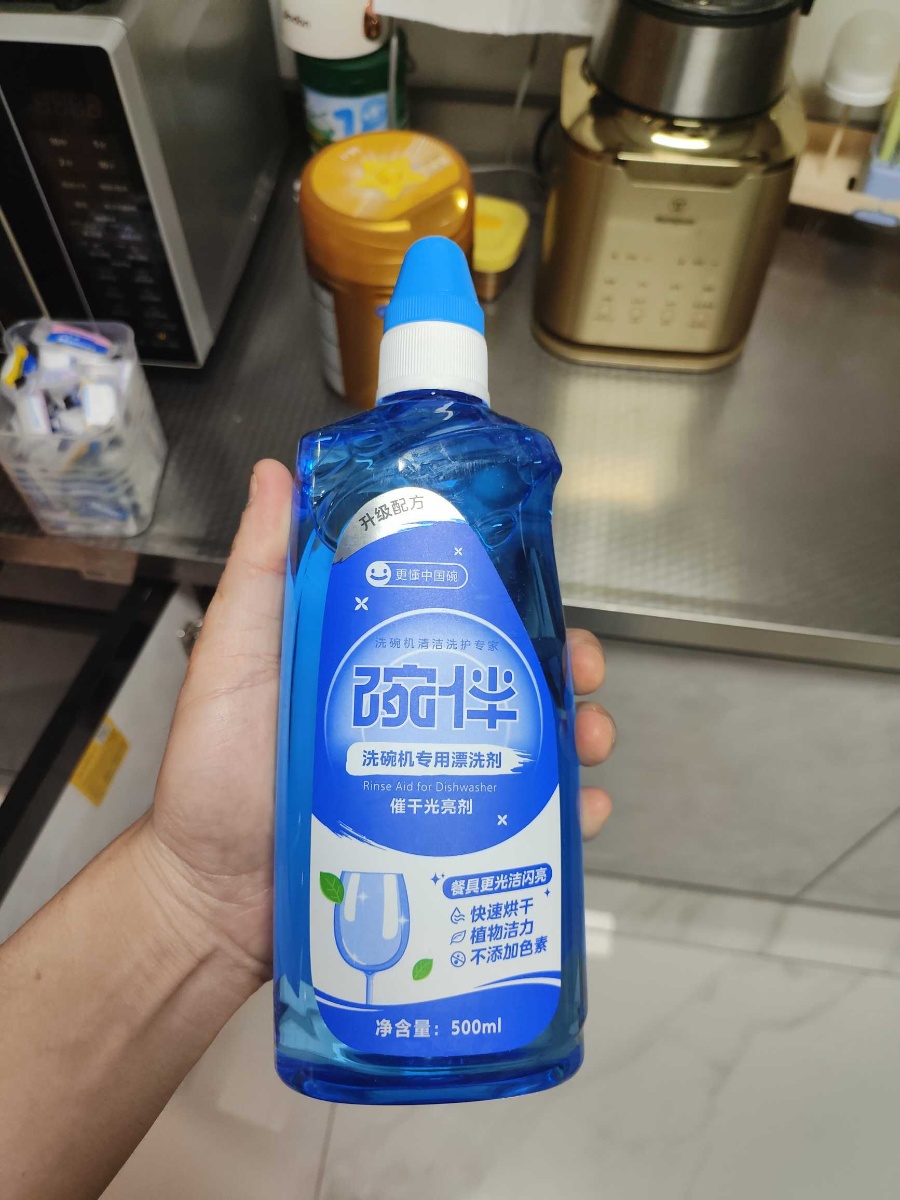 升级配方
更懂中国碗
洗碗机清洁洗护专家
碗伴
洗碗机专用漂洗剂
Rinse Aid for Dishwasher
催干光亮剂
餐具更光洁闪亮
快速烘干
植物洁力
不添加色素
净含量：500ml